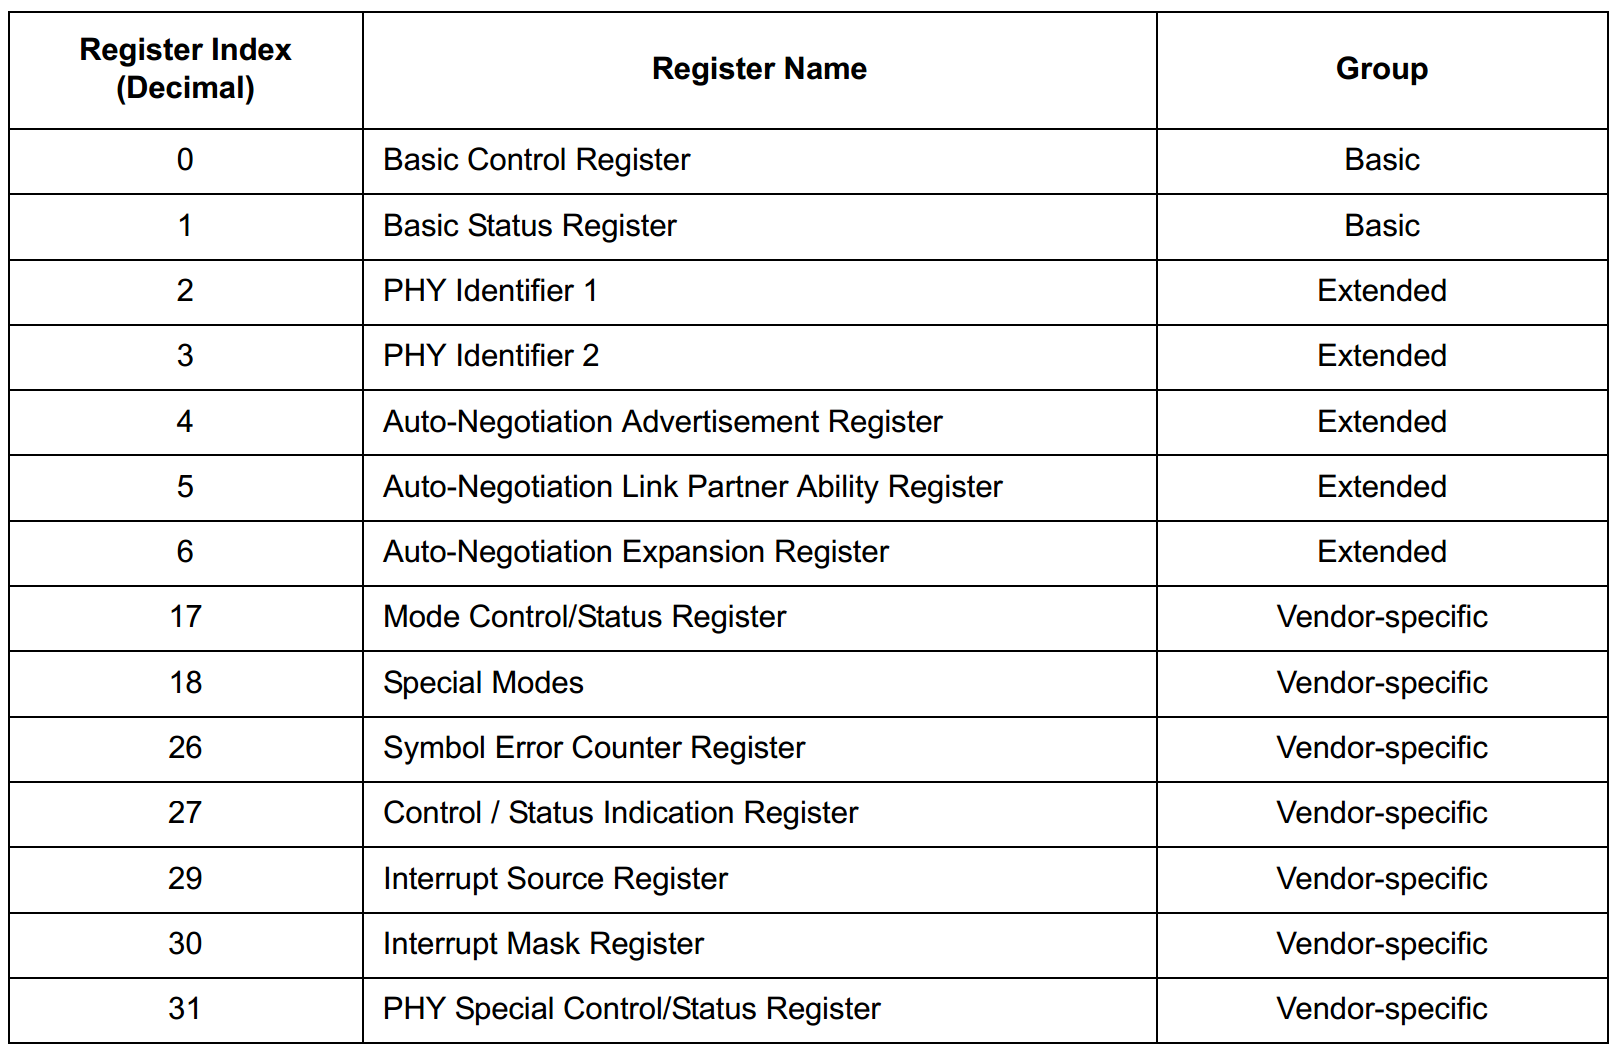 Register Index (Decimal) Register Name Group
0 Basic Control Register Basic
1 Basic Status Register Basic
2 PHY Identifier 1 Extended
3 PHY Identifier 2 Extended
4 Auto-Negotiation Advertisement Register Extended
5 Auto-Negotiation Link Partner Ability Register Extended
6 Auto-Negotiation Expansion Register Extended
17 Mode Control/Status Register Vendor-specific
18 Special Modes Vendor-specific
26 Symbol Error Counter Register Vendor-specific
27 Control / Status Indication Register Vendor-specific
29 Interrupt Source Register Vendor-specific
30 Interrupt Mask Register Vendor-specific
31 PHY Special Control/Status Register Vendor-specific